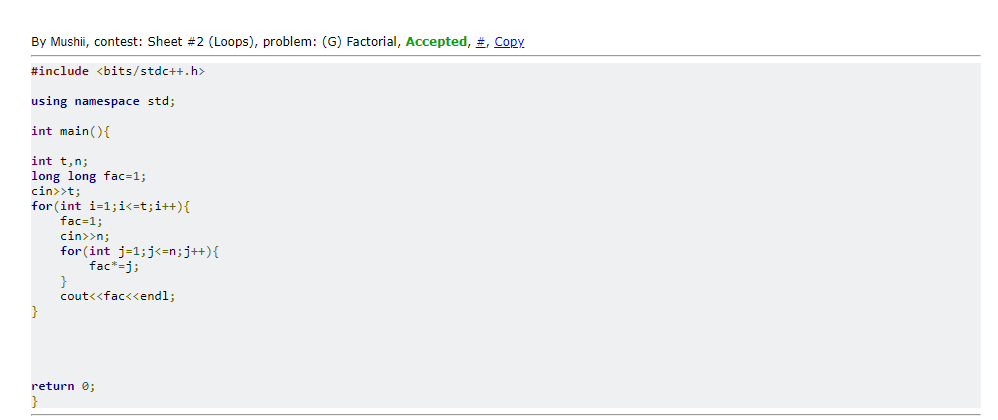 By Mushii, contest: Sheet #2 (Loops), problem: (G) Factorial, Accepted, #, Copy
#include <bits/stdc++.h>
using namespace std;
int main(){
int t,n;
long long fac=1;
cin>>t;
for(int i=1;i<=t;i++){
    fac=1;
    cin>>n;
    for(int j=1;j<=n;j++){
        fac*=j;
    }
    cout<<fac<<endl;
}
return 0;
}